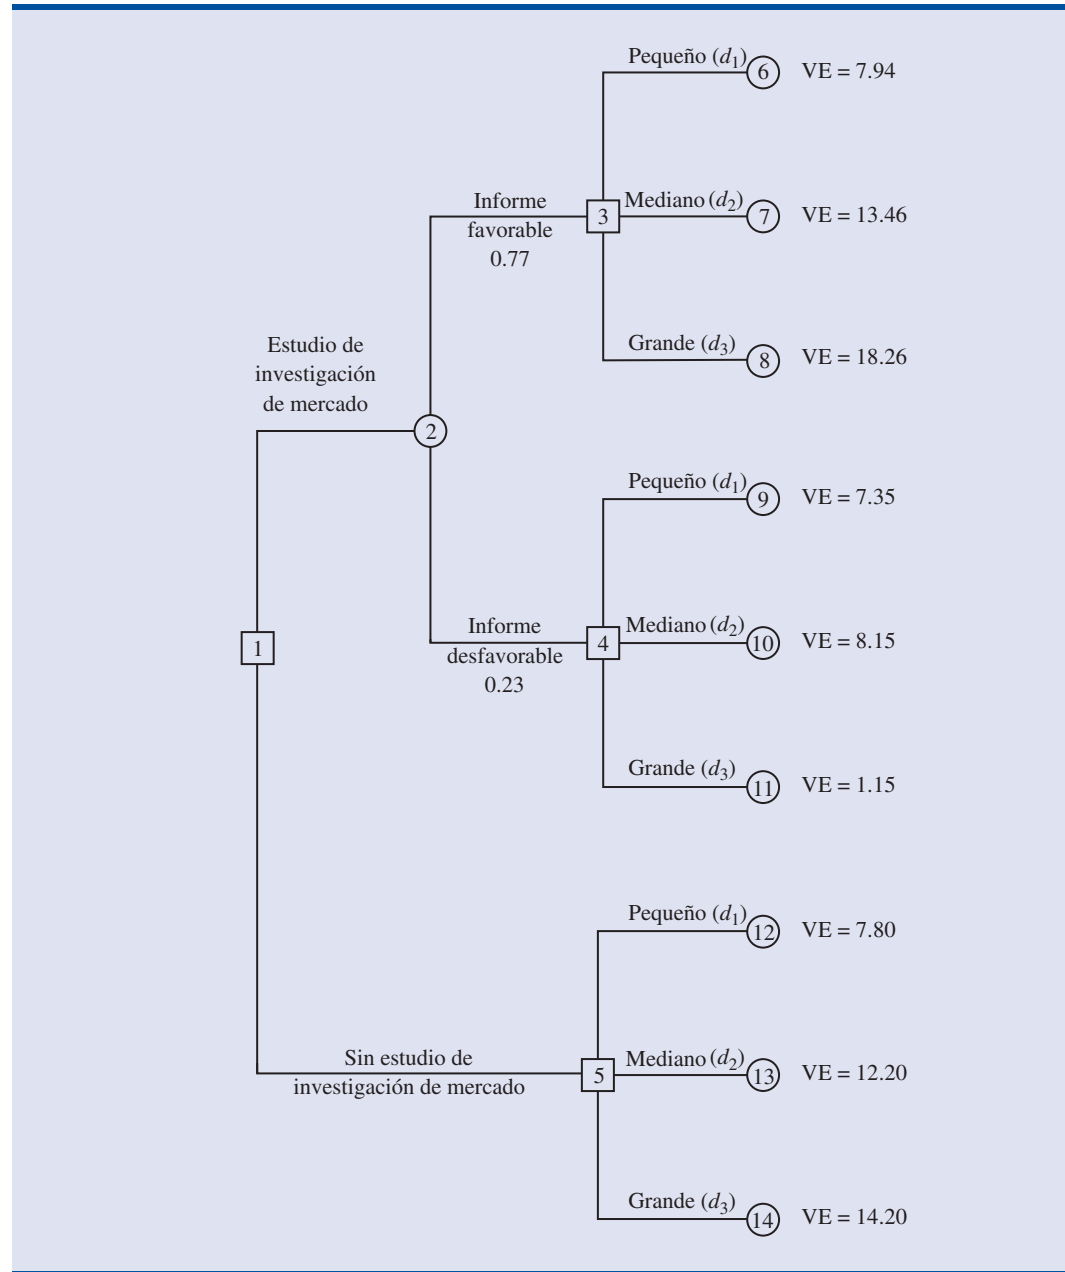 Pequeño (d1)
6
VE = 7.94
Informe
favorable
0.77
3
Mediano (d2)
7
VE = 13.46
Grande (d3)
8
VE = 18.26
Estudio de
investigación
de mercado
2
Pequeño (d1)
9
VE = 7.35
Informe
desfavorable
0.23
4
Mediano (d2)
10
VE = 8.15
1
Grande (d3)
11
VE = 1.15
Pequeño (d1)
12
VE = 7.80
Sin estudio de
investigación de mercado
5
Mediano (d2)
13
VE = 12.20
Grande (d3)
14
VE = 14.20